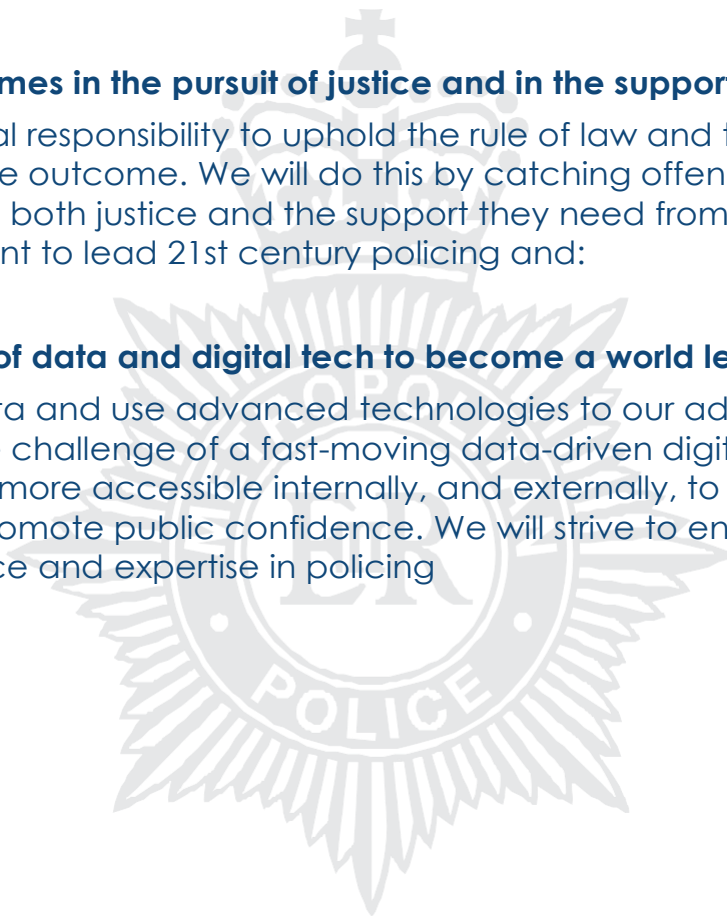 mes in the pursuit of justice and in the support
al responsibility to uphold the rule of law and t
e outcome. We will do this by catching offen
both justice and the support they need from
nt to lead 21st century policing and:
of data and digital tech to become a world le
ta and use advanced technologies to our ad
challenge of a fast-moving data-driven digit
more accessible internally, and externally, to
omote public confidence. We will strive to en
ce and expertise in policing
METROPOLITAN
ER
POLICE